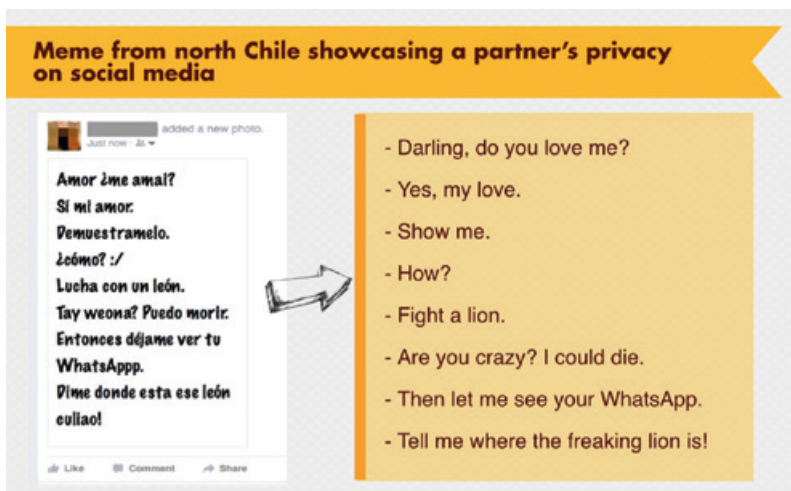 Meme from north Chile showcasing a partner's privacy
on social media
added a new photo.
Just now
Amor ¿me amai?
Sí mi amor.
Demuestramelo.
¿cómo? :/
Lucha con un león.
Tay weona? Puedo morir.
Entonces déjame ver tu
WhatsAppp.
Dime donde esta ese león
culiao!
Like Comment Share
- Darling, do you love me?
- Yes, my love.
- Show me.
- How?
- Fight a lion.
- Are you crazy? I could die.
- Then let me see your WhatsApp.
- Tell me where the freaking lion is!